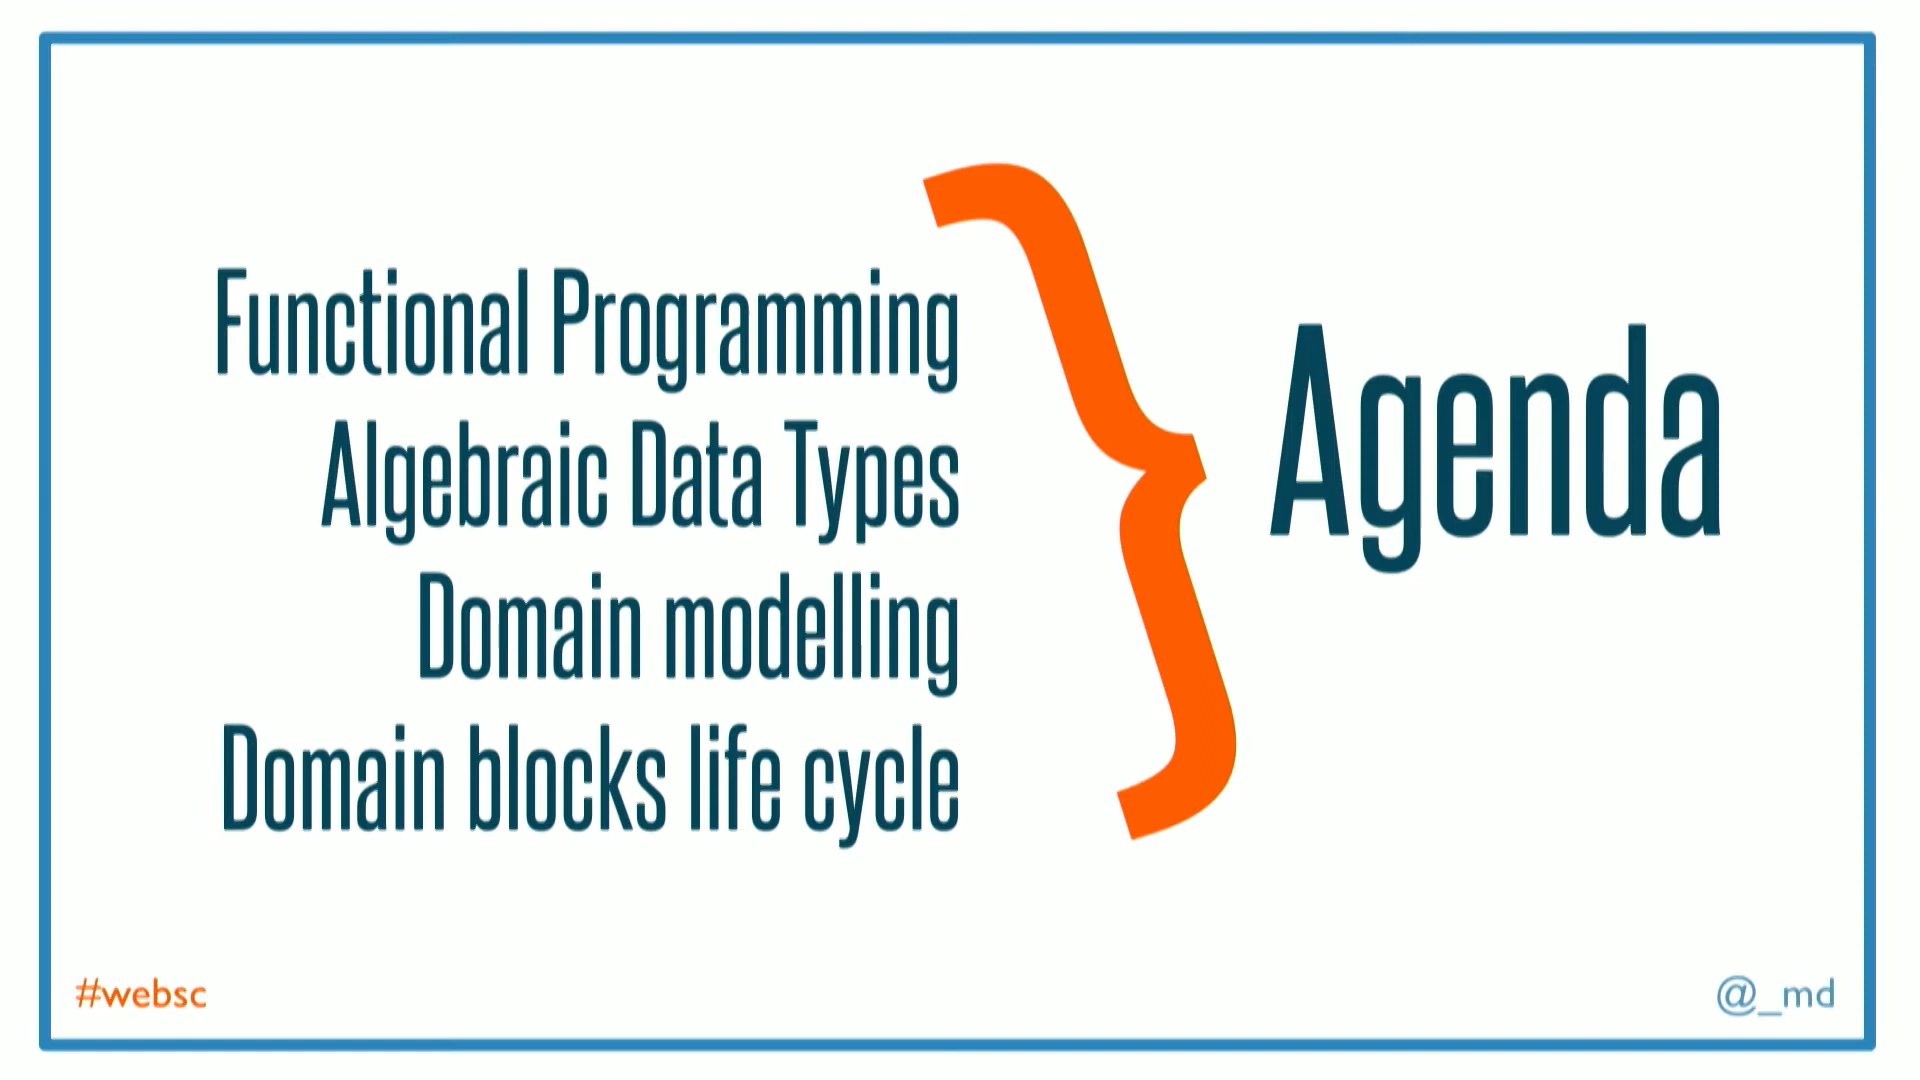 Functional Programming
Algebraic Data Types
Domain modelling
Domain blocks life cycle
Agenda
#websc
@_md